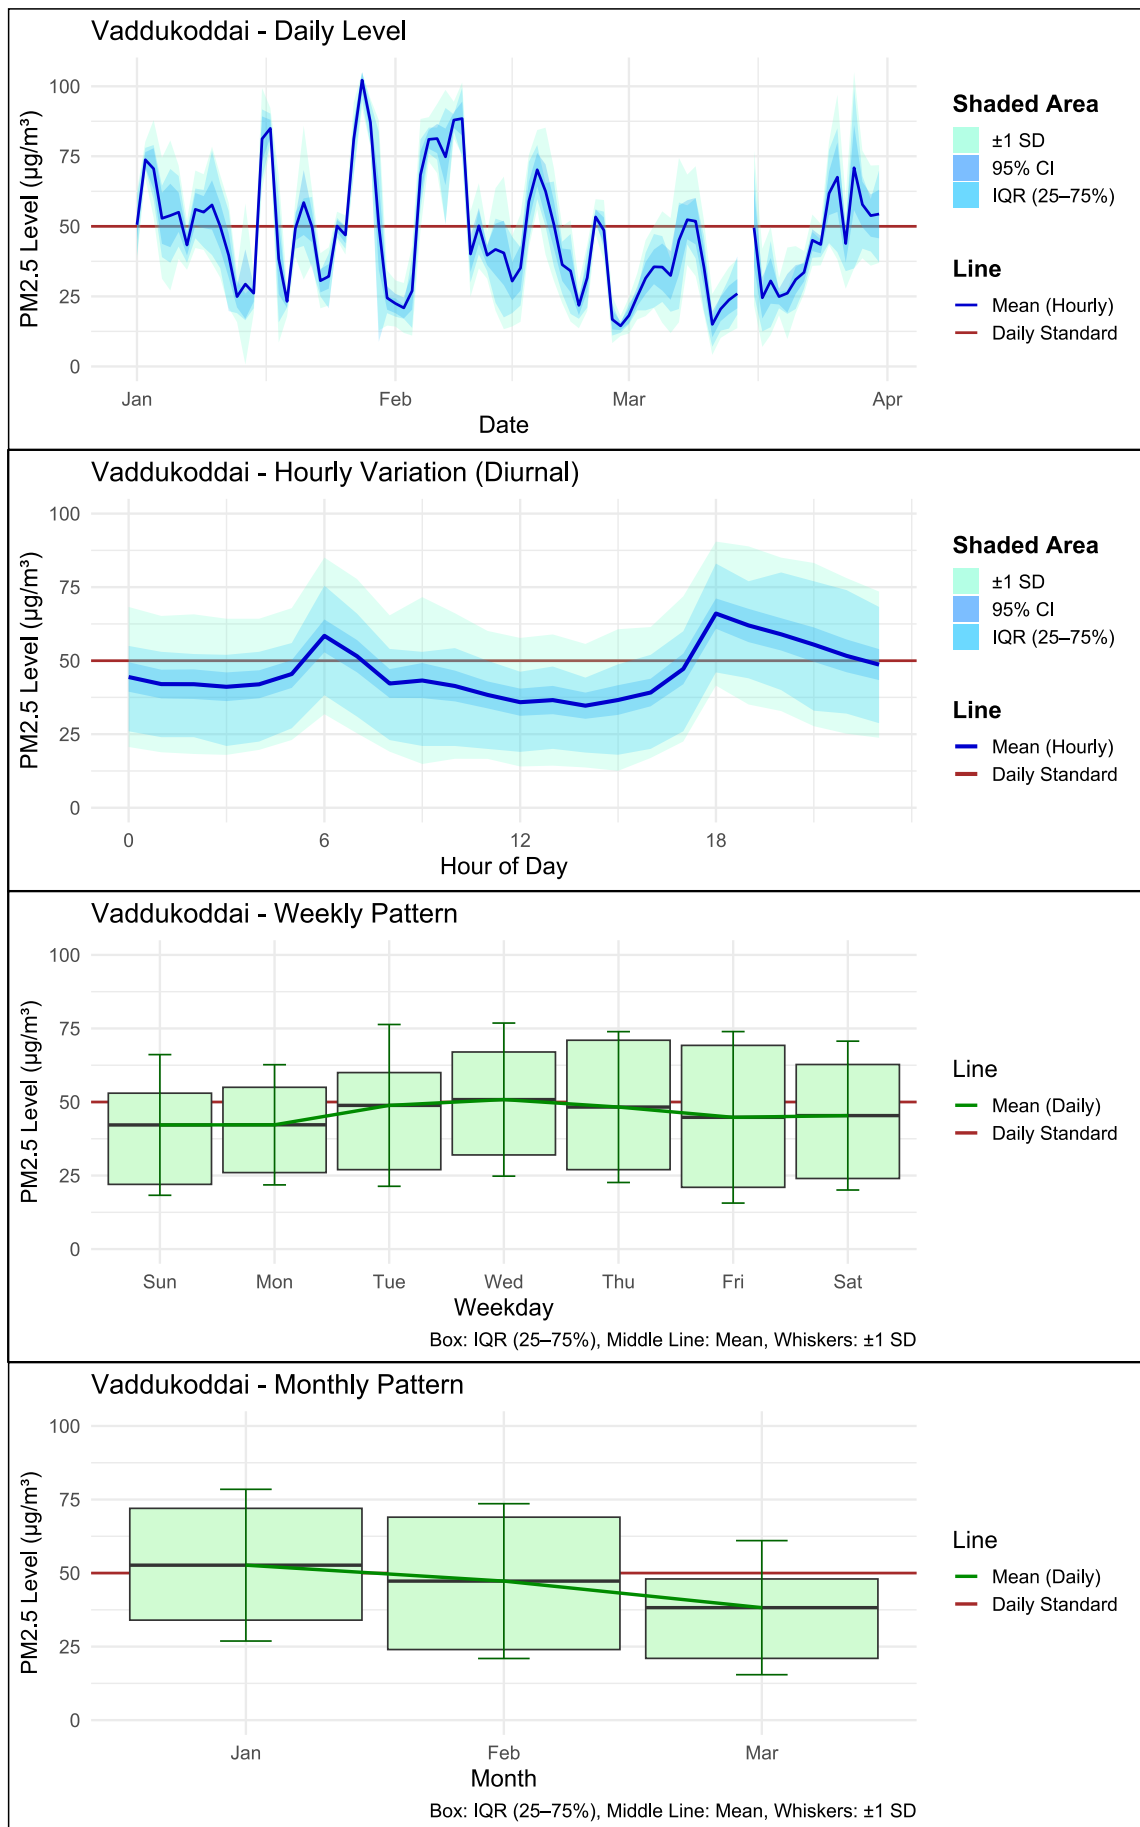 Vaddukoddai - Daily Level
PM2.5 Level (µg/m³)
100
75
50
25
0
Jan
Feb
Mar
Apr
Date
Shaded Area
±1 SD
95% CI
IQR (25–75%)
Line
Mean (Hourly)
Daily Standard
Vaddukoddai - Hourly Variation (Diurnal)
PM2.5 Level (µg/m³)
100
75
50
25
0
0
6
12
18
Hour of Day
Shaded Area
±1 SD
95% CI
IQR (25–75%)
Line
Mean (Hourly)
Daily Standard
Vaddukoddai - Weekly Pattern
PM2.5 Level (µg/m³)
100
75
50
25
0
Sun
Mon
Tue
Wed
Thu
Fri
Sat
Weekday
Box: IQR (25–75%), Middle Line: Mean, Whiskers: ±1 SD
Line
Mean (Daily)
Daily Standard
Vaddukoddai - Monthly Pattern
PM2.5 Level (µg/m³)
100
75
50
25
0
Jan
Feb
Mar
Month
Box: IQR (25–75%), Middle Line: Mean, Whiskers: ±1 SD
Line
Mean (Daily)
Daily Standard